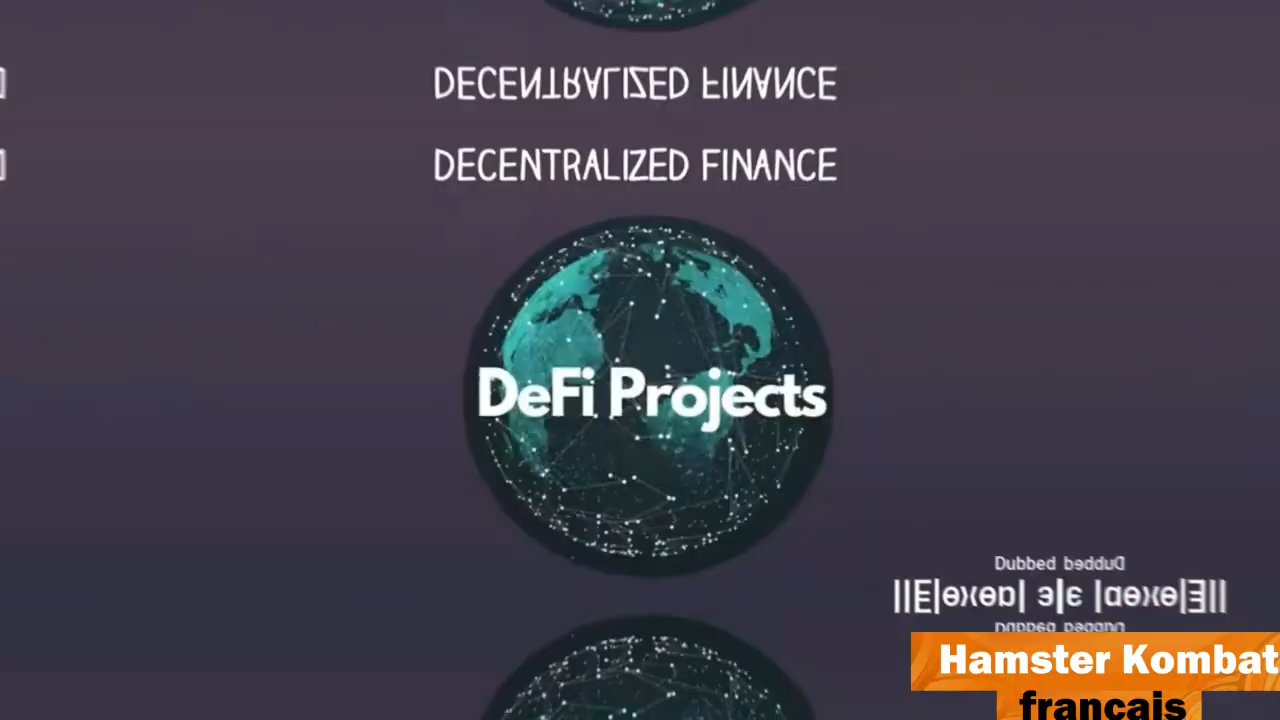 DECENTRALIZED FINANCE
DECENTRALIZED FINANCE
DeFi Projects
Dubbed
Hamster Kombat
francais